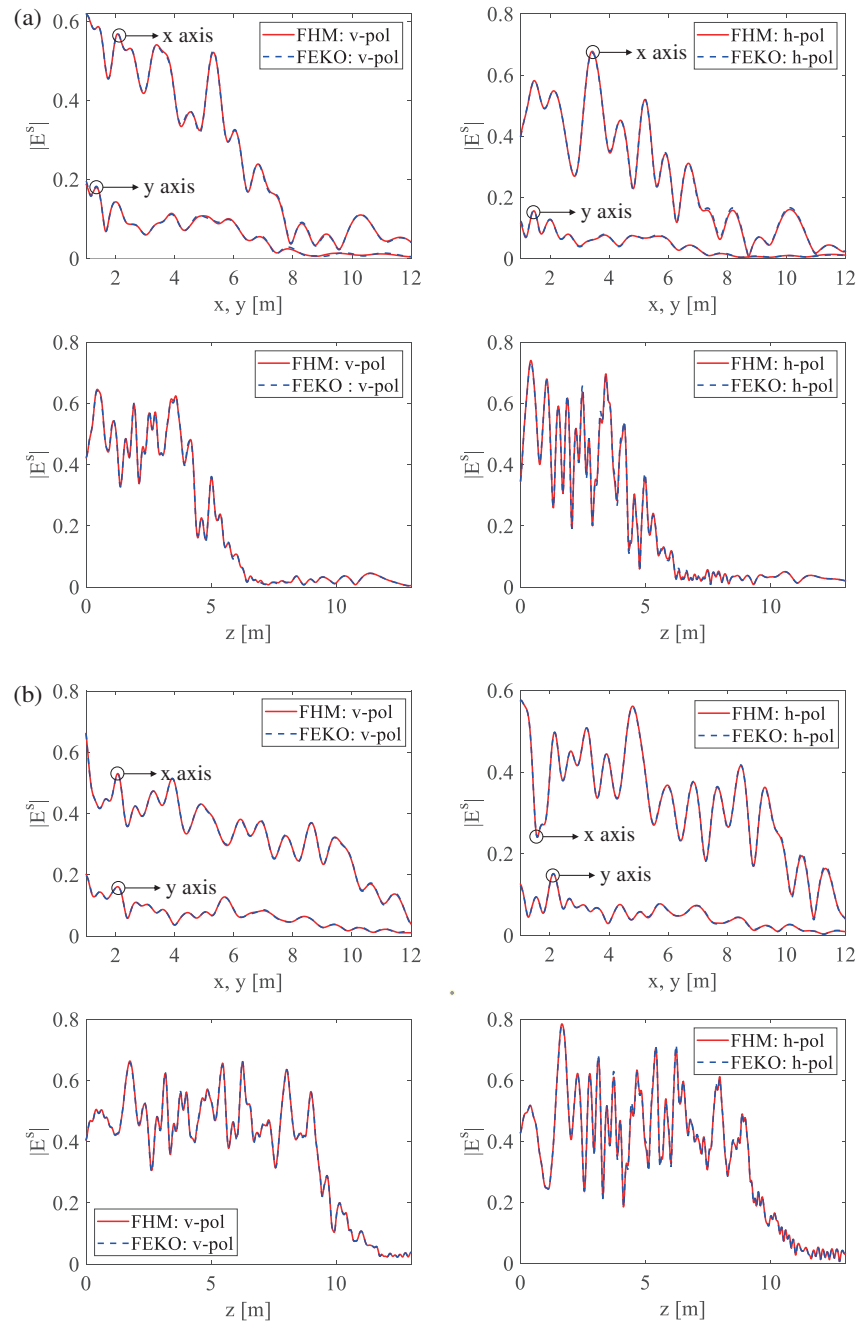 (a)
0.6
0.4
0.2
0
|E^s|
x axis
y axis
FHM: v-pol
FEKO: v-pol
2 4 6 8 10 12
x, y [m]
0.8
0.6
0.4
0.2
0
|E^s|
x axis
y axis
FHM: h-pol
FEKO: h-pol
2 4 6 8 10 12
x, y [m]
0.8
0.6
0.4
0.2
0
|E^s|
FHM: v-pol
FEKO : v-pol
0 5 10
z [m]
0.8
0.6
0.4
0.2
0
|E^s|
FHM: h-pol
FEKO: h-pol
0 5 10
z [m]
(b)
0.8
0.6
0.4
0.2
0
|E^s|
x axis
y axis
FHM: v-pol
FEKO: v-pol
2 4 6 8 10 12
x, y [m]
0.6
0.4
0.2
0
|E^s|
x axis
y axis
FHM: h-pol
FEKO: h-pol
2 4 6 8 10 12
x, y [m]
0.8
0.6
0.4
0.2
0
|E^s|
FHM: v-pol
FEKO: v-pol
0 5 10
z [m]
0.8
0.6
0.4
0.2
0
|E^s|
FHM: h-pol
FEKO: h-pol
0 5 10
z [m]